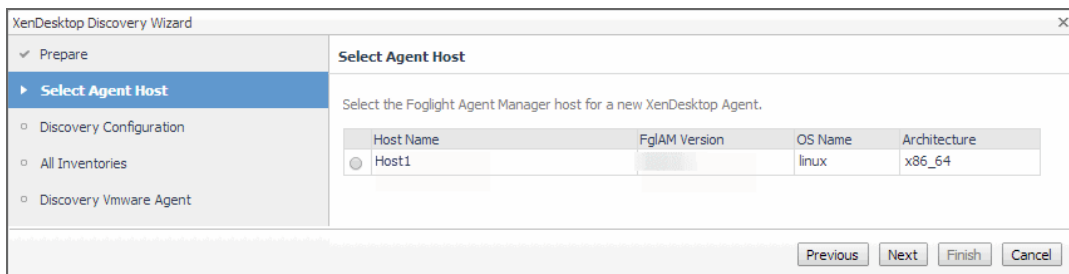 XenDesktop Discovery Wizard
Prepare
Select Agent Host
Discovery Configuration
All Inventories
Discovery Vmware Agent
Select Agent Host
Select the Foglight Agent Manager host for a new XenDesktop Agent.
Host Name FglAM Version OS Name Architecture
Host1 linux x86_64
Previous Next Finish Cancel